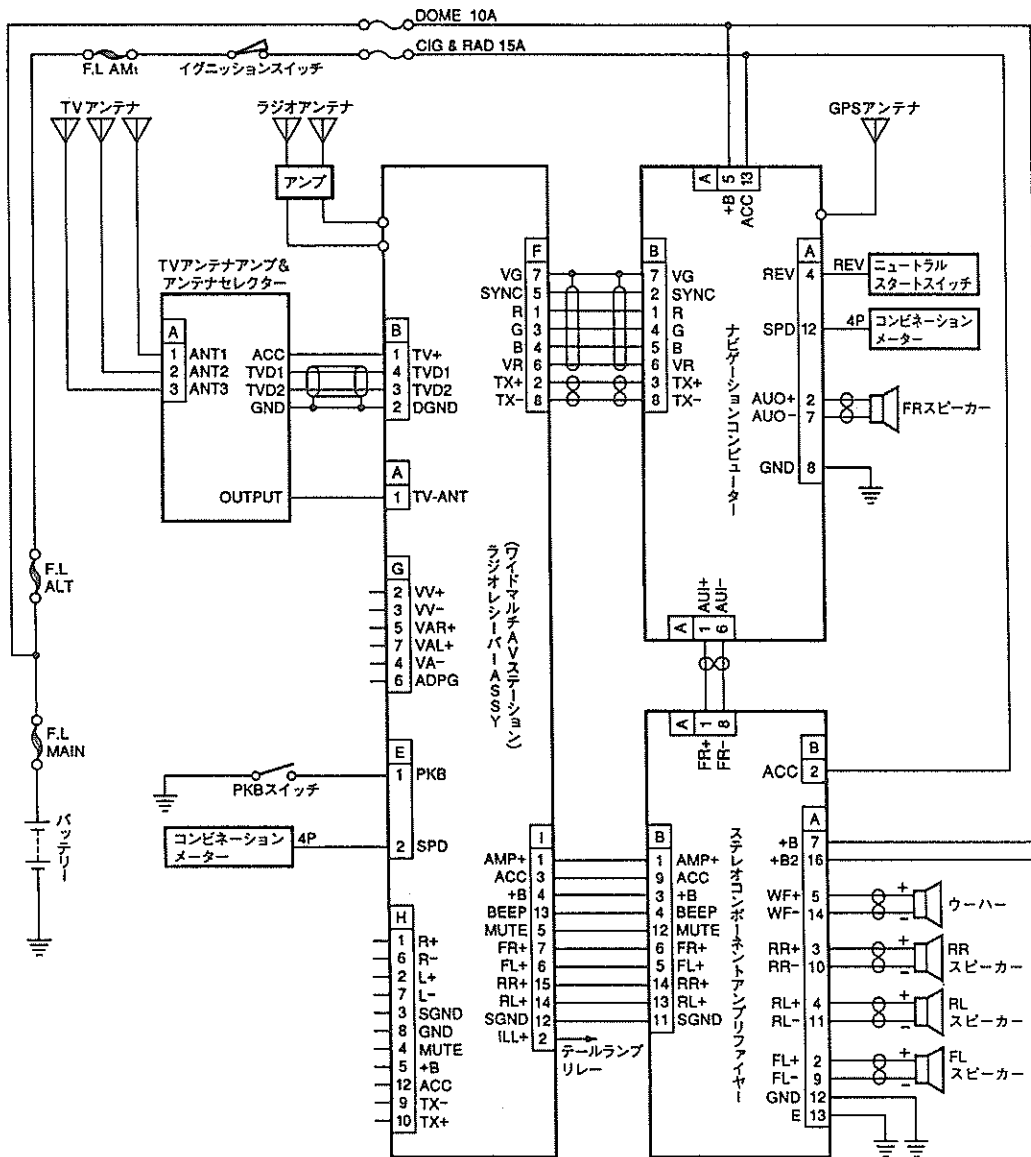 DOME 10A
CIG & RAD 15A
F.L AM1
イグニッションスイッチ
TVアンテナ
ラジオアンテナ
GPSアンテナ
アンプ
TVアンテナアンプ&
アンテナセレクター
A
1 ANT1
2 ANT2
3 ANT3
ACC
TVD1
TVD2
GND
OUTPUT
B
1 TV+
4 TVD1
3 TVD2
2 DGND
A
1 TV-ANT
G
2 VV+
3 VV-
5 VAR+
7 VAL+
4 VA-
6 ADPG
E
1 PKB
2 SPD
PKBスイッチ
コンビネーション
メーター
4P
H
1 R+
6 R-
2 L+
7 L-
3 SGND
8 GND
4 MUTE
5 +B
12 ACC
9 TX-
10 TX+
F.L
ALT
F.L
MAIN
バッテリー
(ワイドマルチAVステーション)
ラジオレシーバーASSY
F
VG 7
SYNC 5
R 1
G 3
B 4
VR 6
TX+ 2
TX- 8
I
AMP+ 1
ACC 3
+B 4
BEEP 13
MUTE 5
FR+ 7
FL+ 6
RR+ 15
RL+ 14
SGND 12
ILL+ 2
テールランプ
リレー
A 5 13
+B ACC
B
7 VG
2 SYNC
1 R
4 G
5 B
6 VR
3 TX+
8 TX-
ナビゲーションコンピューター
A
REV 4
SPD 12
AUO+ 2
AUO- 7
GND 8
REV
ニュートラル
スタートスイッチ
4P
コンビネーション
メーター
FRスピーカー
AUI+ AUI-
A 1 6
A 1 8
FR+ FR-
B
1 AMP+
9 ACC
3 +B
4 BEEP
12 MUTE
6 FR+
5 FL+
14 RR+
13 RL+
11 SGND
ステレオコンポーネントアンプリファイヤー
B
ACC 2
A
+B 7
+B2 16
WF+ 5
WF- 14
RR+ 3
RR- 10
RL+ 4
RL- 11
FL+ 2
FL- 9
GND 12
E 13
+
-
ウーハー
+
-
RR
スピーカー
+
-
RL
スピーカー
+
-
FL
スピーカー